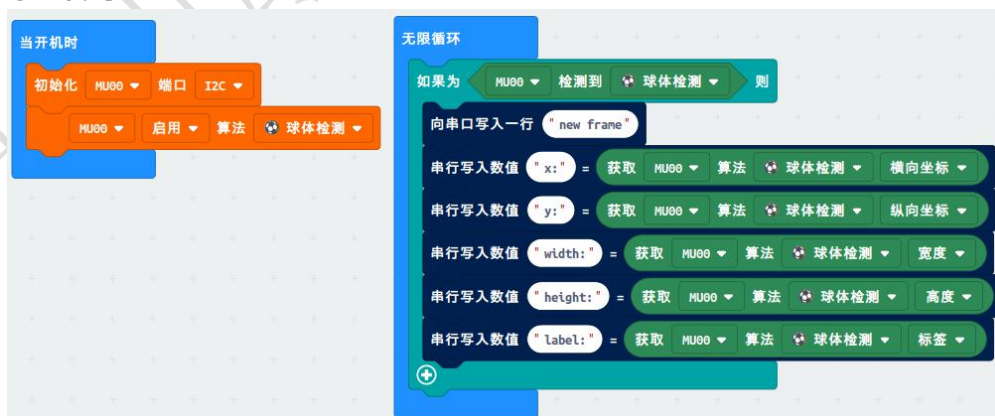 当开机时
初始化 MU00 端口 I2C
MU00 启用 算法 球体检测
无限循环
如果为 MU00 检测到 球体检测 则
向串口写入一行 "new frame"
串行写入数值 "x:" = 获取 MU00 算法 球体检测 横向坐标
串行写入数值 "y:" = 获取 MU00 算法 球体检测 纵向坐标
串行写入数值 "width:" = 获取 MU00 算法 球体检测 宽度
串行写入数值 "height:" = 获取 MU00 算法 球体检测 高度
串行写入数值 "label:" = 获取 MU00 算法 球体检测 标签